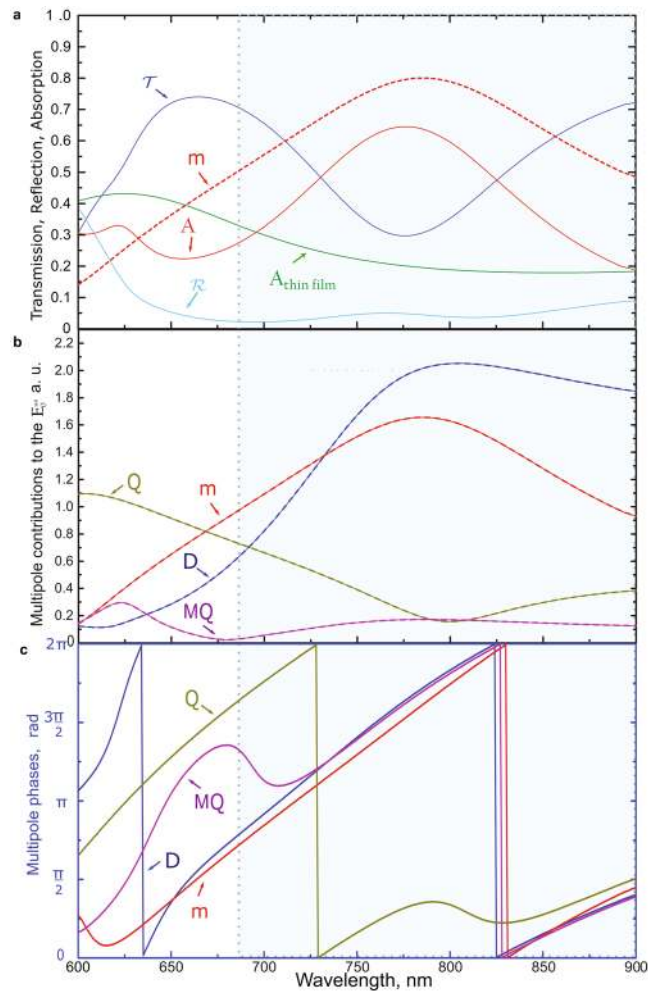 a
Transmission, Reflection, Absorption
1.0
0.9
0.8
0.7
0.6
0.5
0.4
0.3
0.2
0.1
0
T
m
A
A thin film
R
b
Multipole contributions to the a. u.
2.0
1.8
1.6
1.4
1.2
1.0
0.8
0.6
0.4
0.2
0
Q
m
D
MQ
c
Multipole phases, rad
2π
3π
2
π
π
2
0
Q
MQ
D
m
600 650 700 750 800 850 900
Wavelength, nm